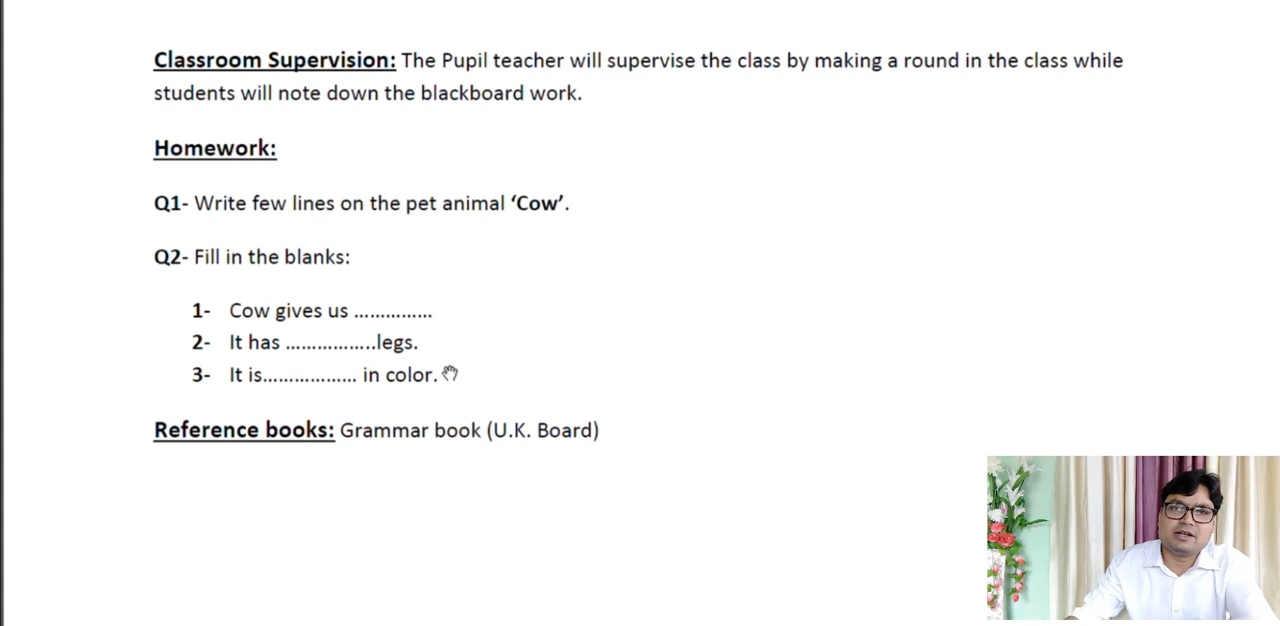 Classroom Supervision: The Pupil teacher will supervise the class by making a round in the class while
students will note down the blackboard work.
Homework:
Q1- Write few lines on the pet animal ‘Cow’.
Q2- Fill in the blanks:
1- Cow gives us ...............
2- It has .................legs.
3- It is.................. in color.
Reference books: Grammar book (U.K. Board)